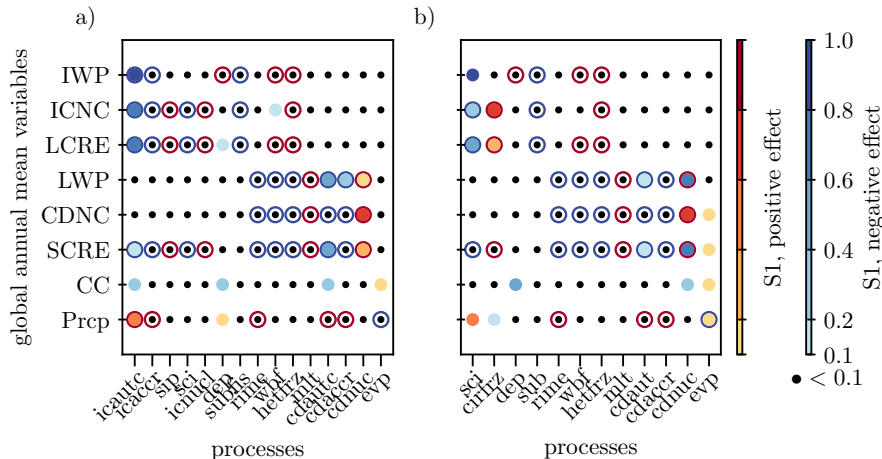 a)
b)
global annual mean variables
IWP
ICNC
LCRE
LWP
CDNC
SCRE
CC
Prcp
icautc
icaccr
sip
sci
icnucl
dep
sublis
rime
wbf
hetfrz
mlt
cdautc
cdaccr
cdnuc
evp
processes
sci
cirfrz
dep
sub
rime
wbf
hetfrz
mlt
cdaut
cdaccr
cdnuc
evp
processes
S1, positive effect
1.0
0.8
0.6
0.4
0.2
0.1
S1, negative effect
< 0.1